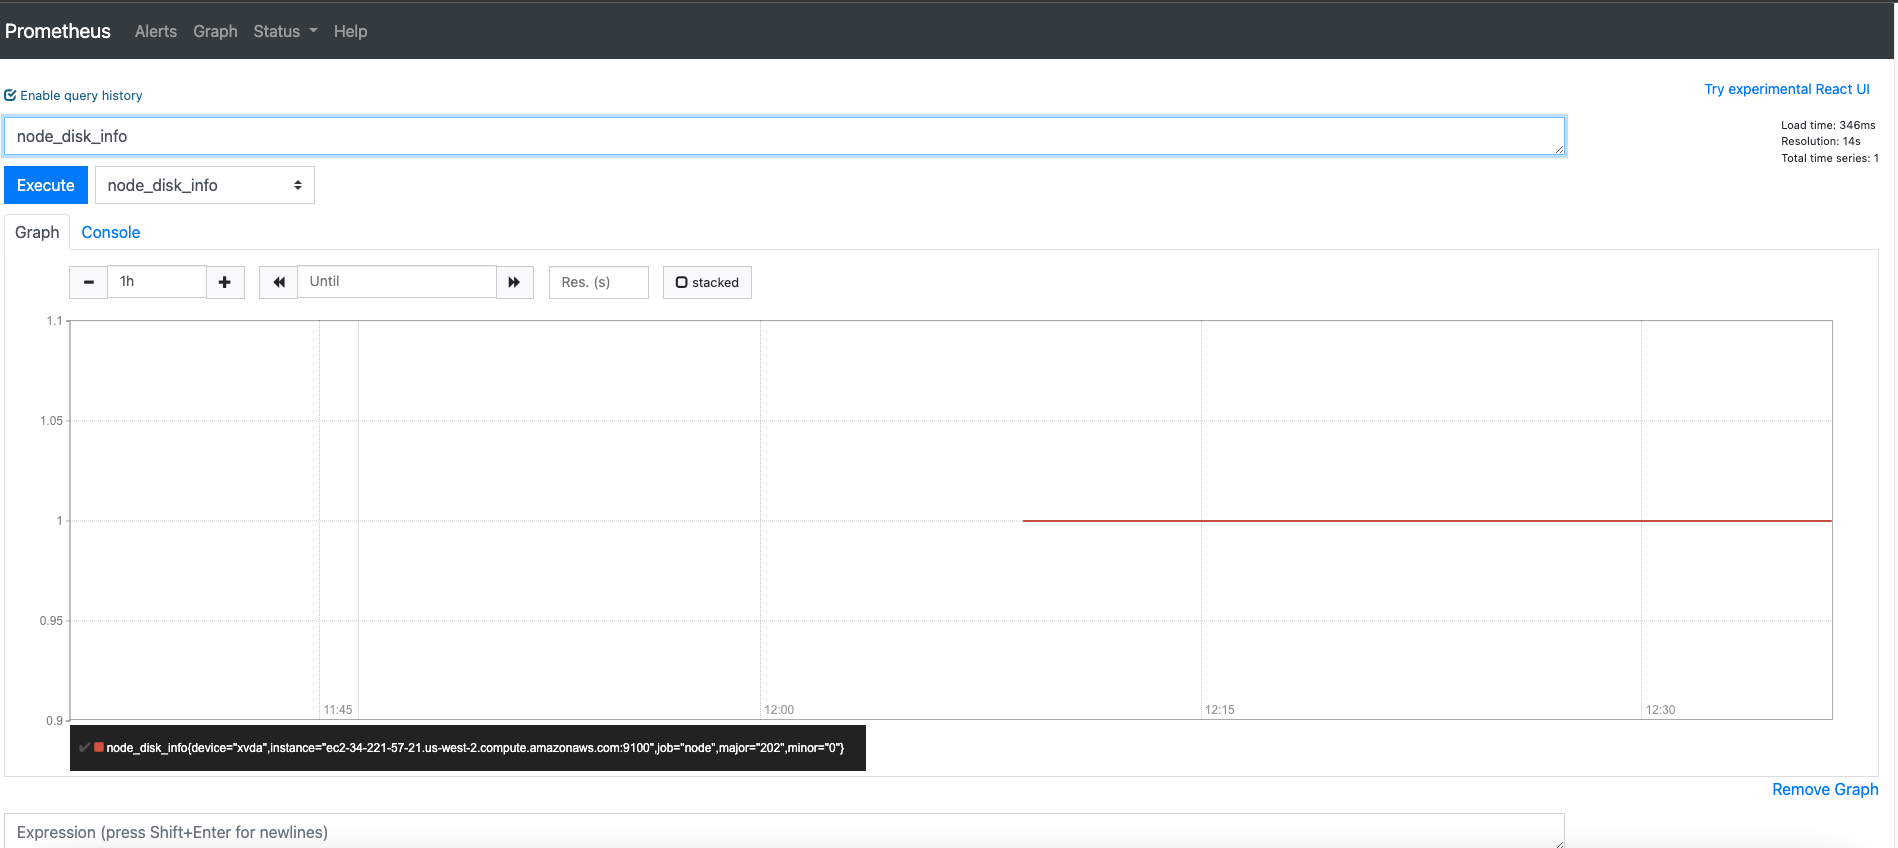 Prometheus Alerts Graph Status Help
Enable query history
Try experimental React UI
node_disk_info
Load time: 346ms
Resolution: 14s
Total time series: 1
Execute node_disk_info
Graph Console
1h Until Res. (s) stacked
1.1
1.05
1
0.95
0.9
11:45 12:00 12:15 12:30
node_disk_info{device="xvda",instance="ec2-34-221-57-21.us-west-2.compute.amazonaws.com:9100",job="node",major="202",minor="0"}
Remove Graph
Expression (press Shift+Enter for newlines)